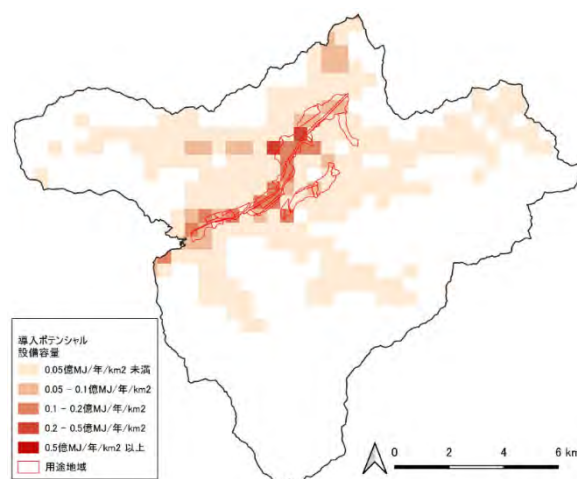 導入ポテンシャル
設備容量
0.05億MJ/年/km2 未満
0.05 - 0.1億MJ/年/km2
0.1 - 0.2億MJ/年/km2
0.2 - 0.5億MJ/年/km2
0.5億MJ/年/km2 以上
用途地域
0 2 4 6 km